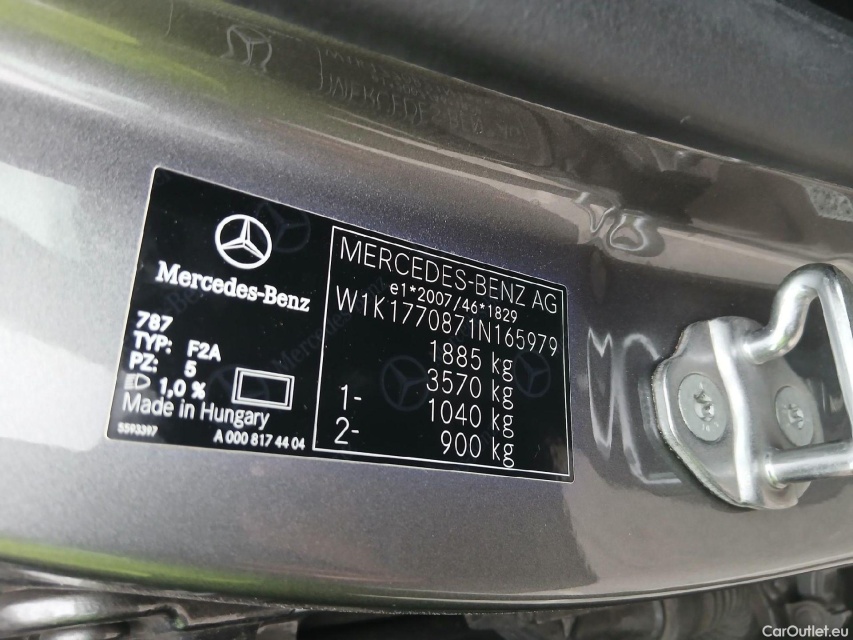 Mercedes-Benz
787
TYP: F2A
PZ: 5
1,0 %
Made in Hungary
5593397
A 000 817 44 04
MERCEDES-BENZ AG
e1*2007/46*1829
W1K1770871N165979
1885 kg
3570 kg
1- 1040 kg
2- 900 kg
CarOutlet.eu